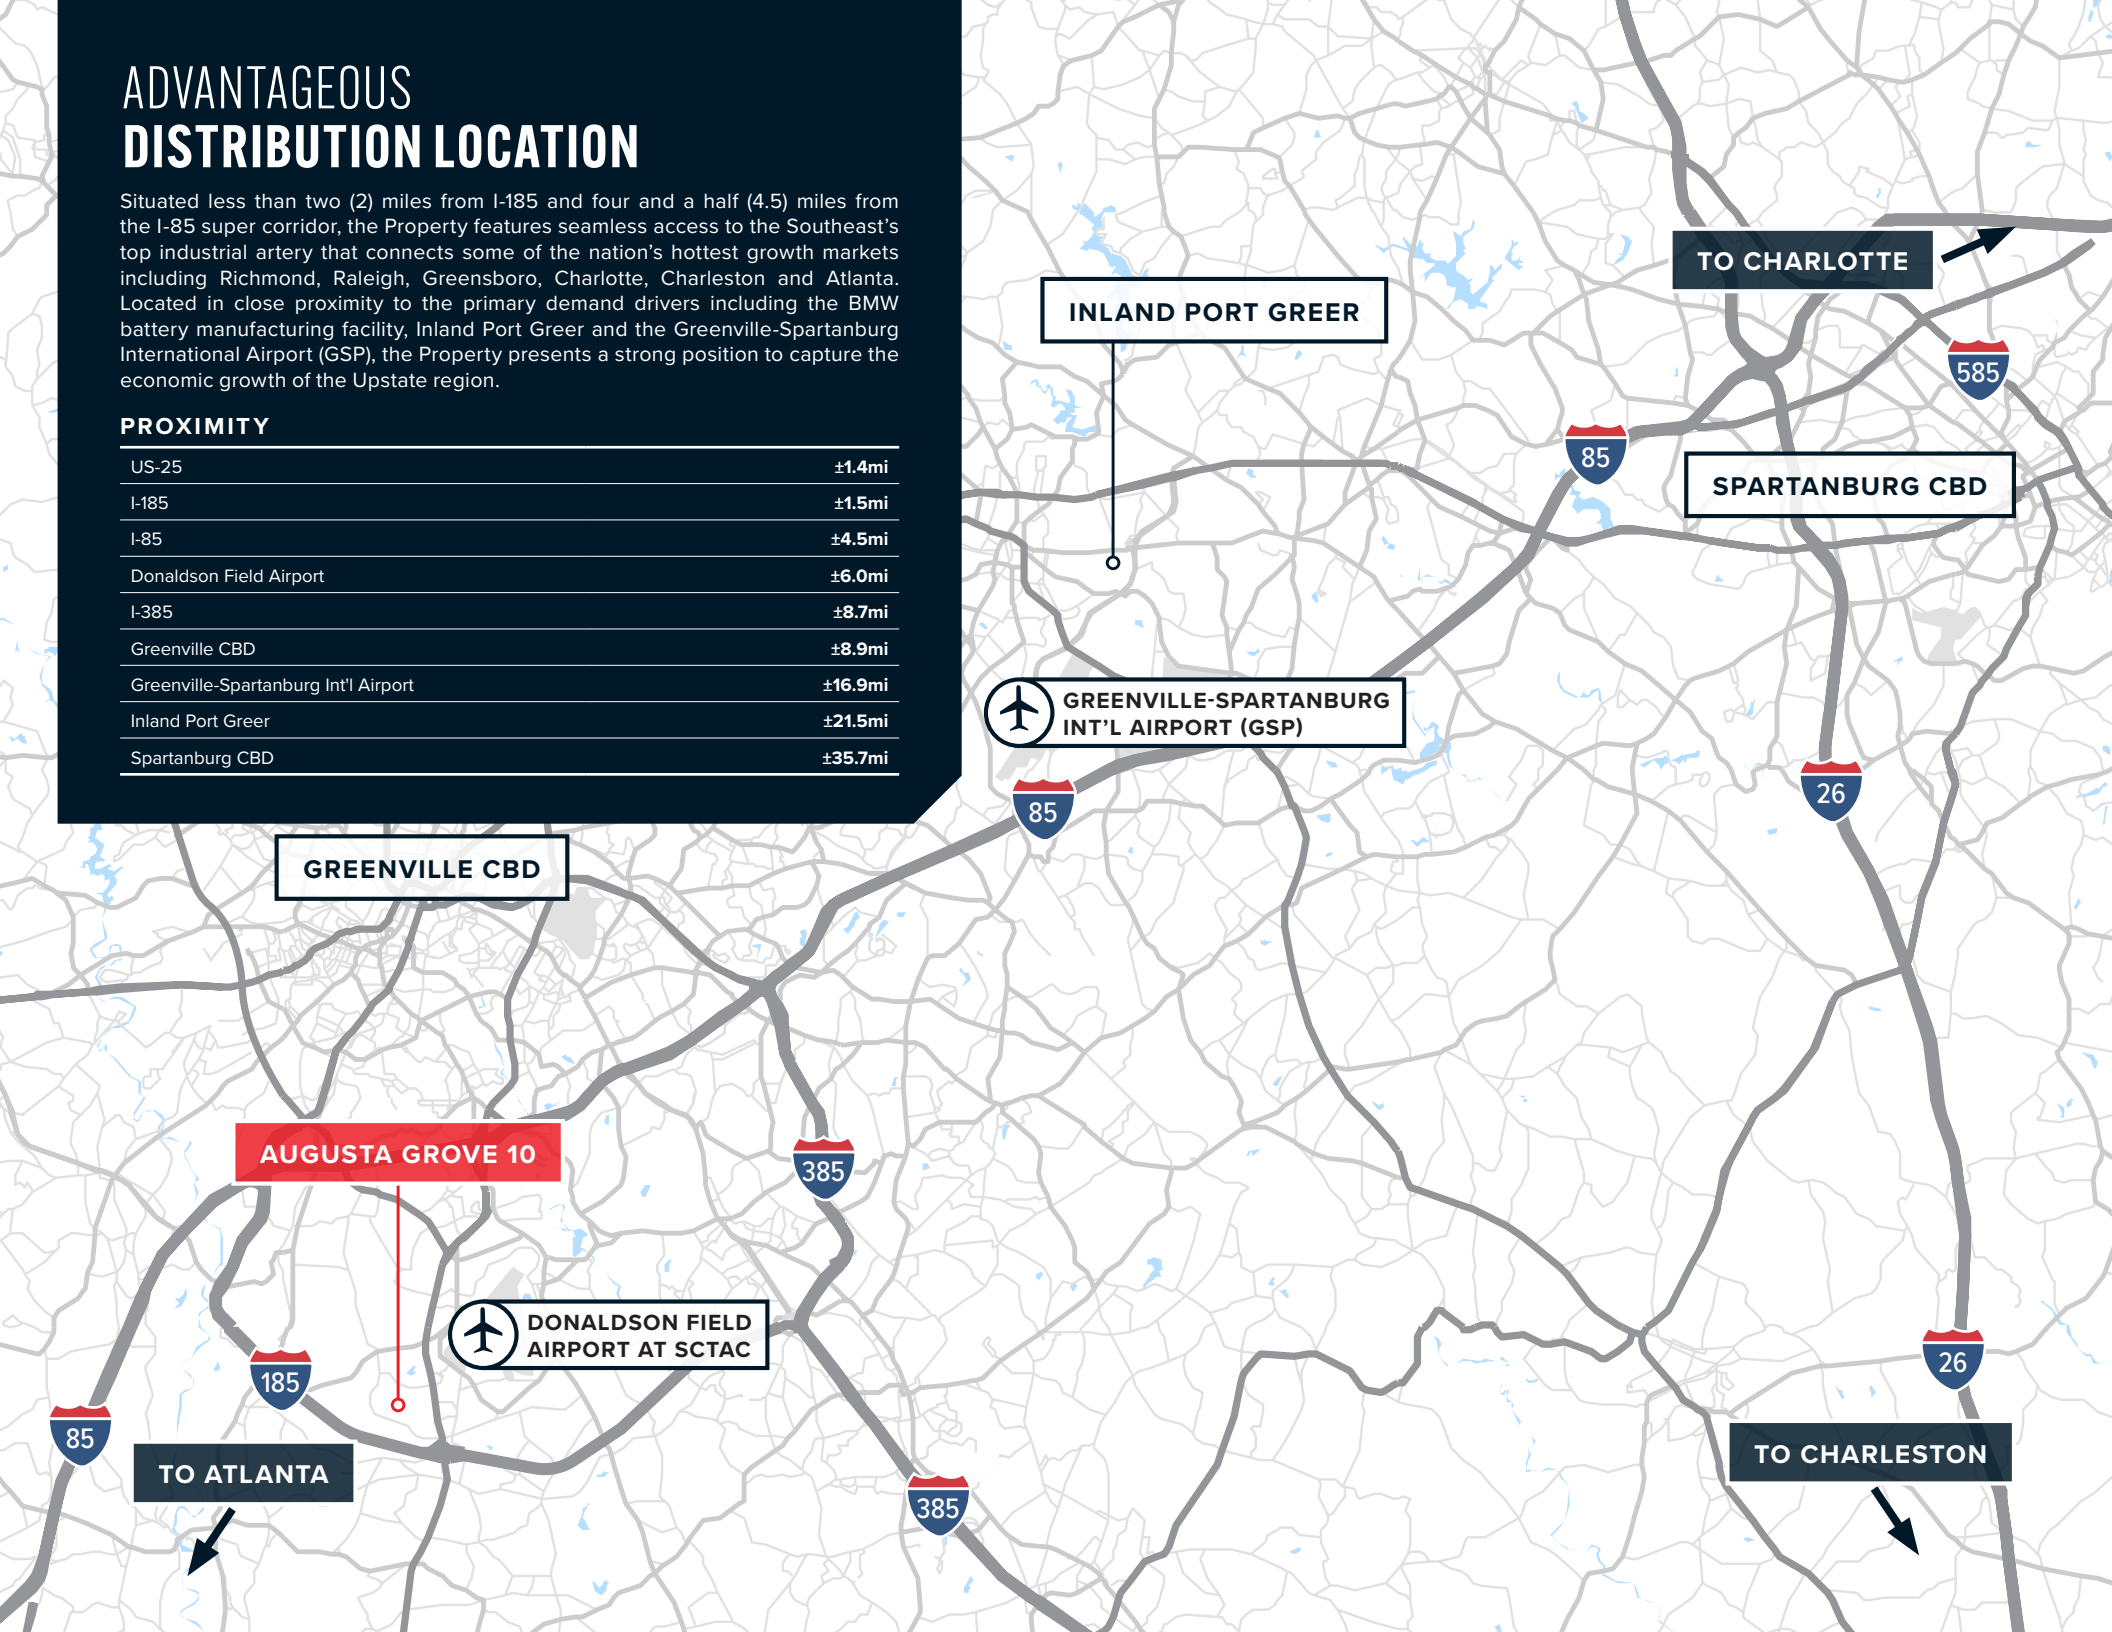 ADVANTAGEOUS
DISTRIBUTION LOCATION
Situated less than two (2) miles from I-185 and four and a half (4.5) miles from
the I-85 super corridor, the Property features seamless access to the Southeast's
top industrial artery that connects some of the nation's hottest growth markets
including Richmond, Raleigh, Greensboro, Charlotte, Charleston and Atlanta.
Located in close proximity to the primary demand drivers including the BMW
battery manufacturing facility, Inland Port Greer and the Greenville-Spartanburg
International Airport (GSP), the Property presents a strong position to capture the
economic growth of the Upstate region.
PROXIMITY
US-25 ±1.4mi
I-185 ±1.5mi
I-85 ±4.5mi
Donaldson Field Airport ±6.0mi
I-385 ±8.7mi
Greenville CBD ±8.9mi
Greenville-Spartanburg Int'l Airport ±16.9mi
Inland Port Greer ±21.5mi
Spartanburg CBD ±35.7mi
TO CHARLOTTE
INLAND PORT GREER
585
85
SPARTANBURG CBD
GREENVILLE-SPARTANBURG
INT'L AIRPORT (GSP)
26
85
GREENVILLE CBD
AUGUSTA GROVE 10
385
DONALDSON FIELD
AIRPORT AT SCTAC
26
185
85
TO ATLANTA
TO CHARLESTON
385